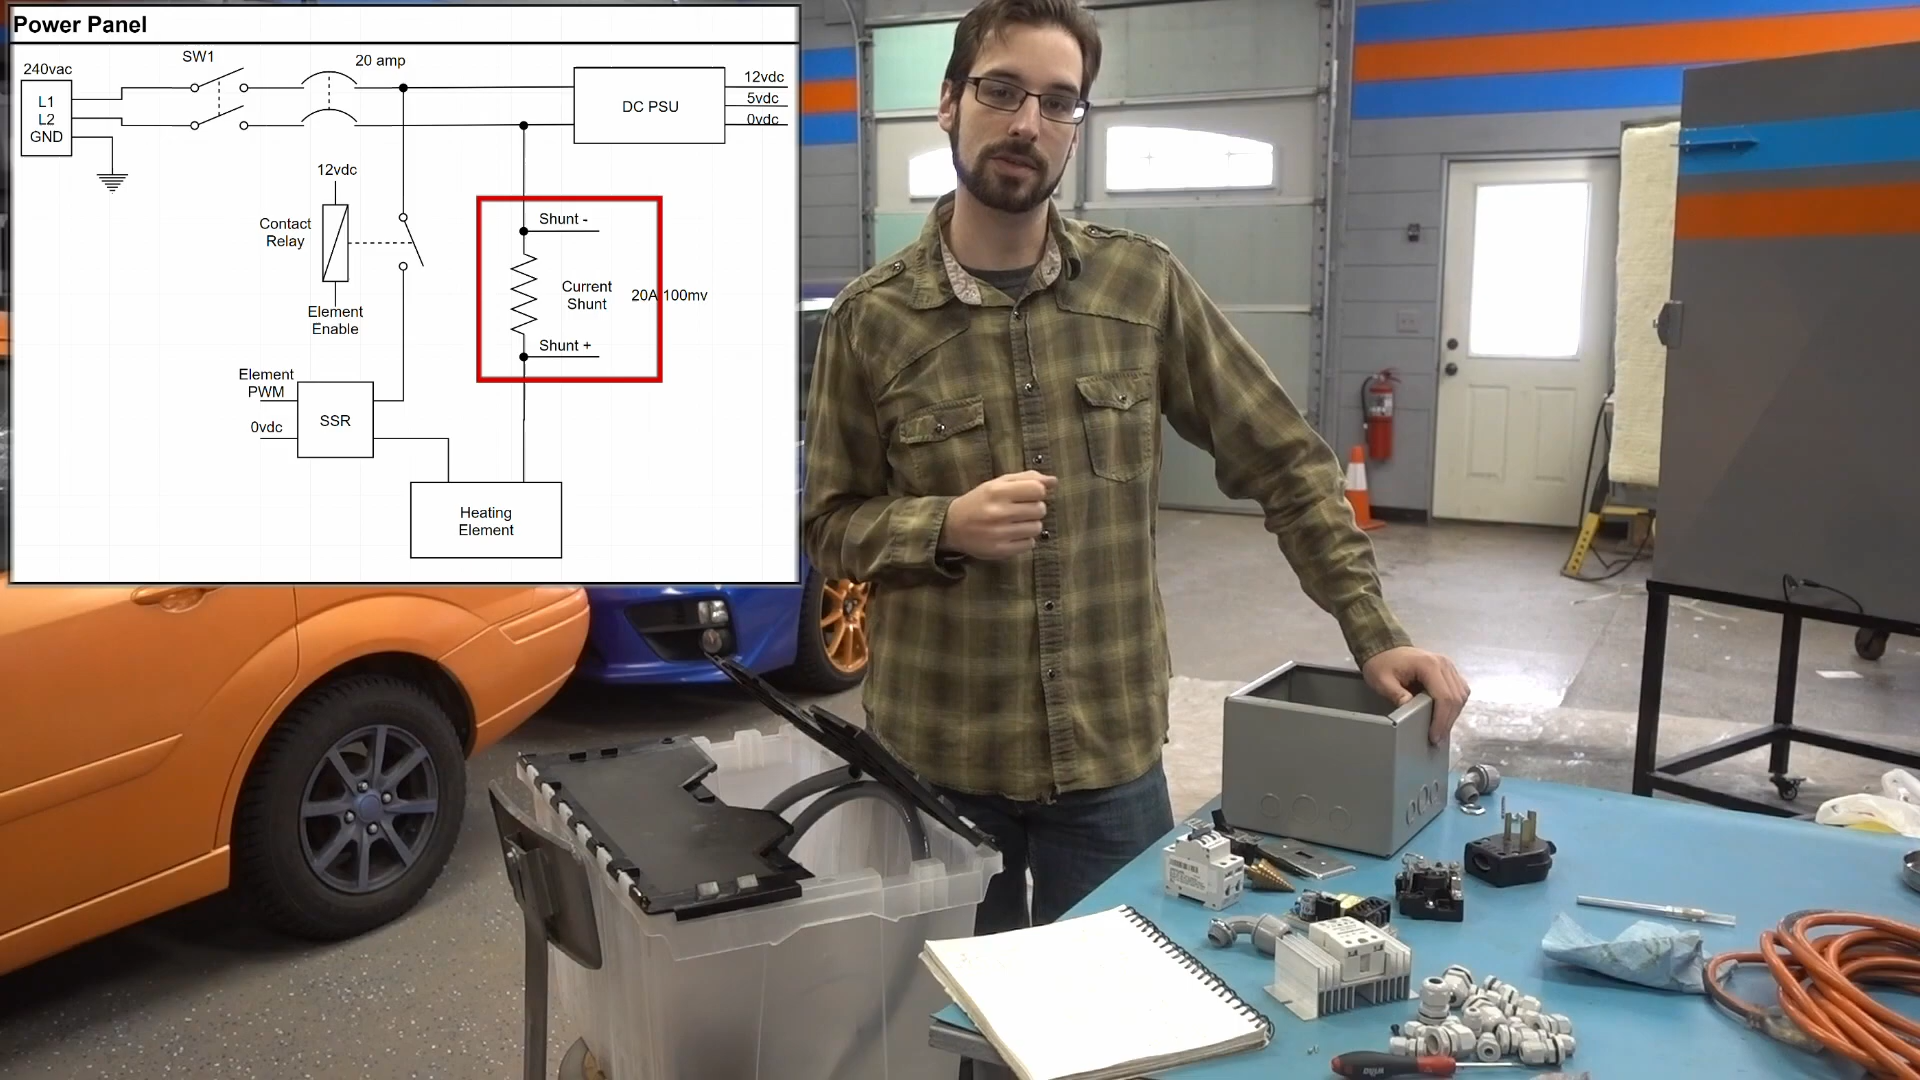 Power Panel
SW1
20 amp
240vac
L1
L2
GND
DC PSU
12vdc
5vdc
0vdc
12vdc
Contact
Relay
Element
Enable
Shunt -
Current
Shunt
20A 100mv
Shunt +
Element
PWM
0vdc
SSR
Heating
Element